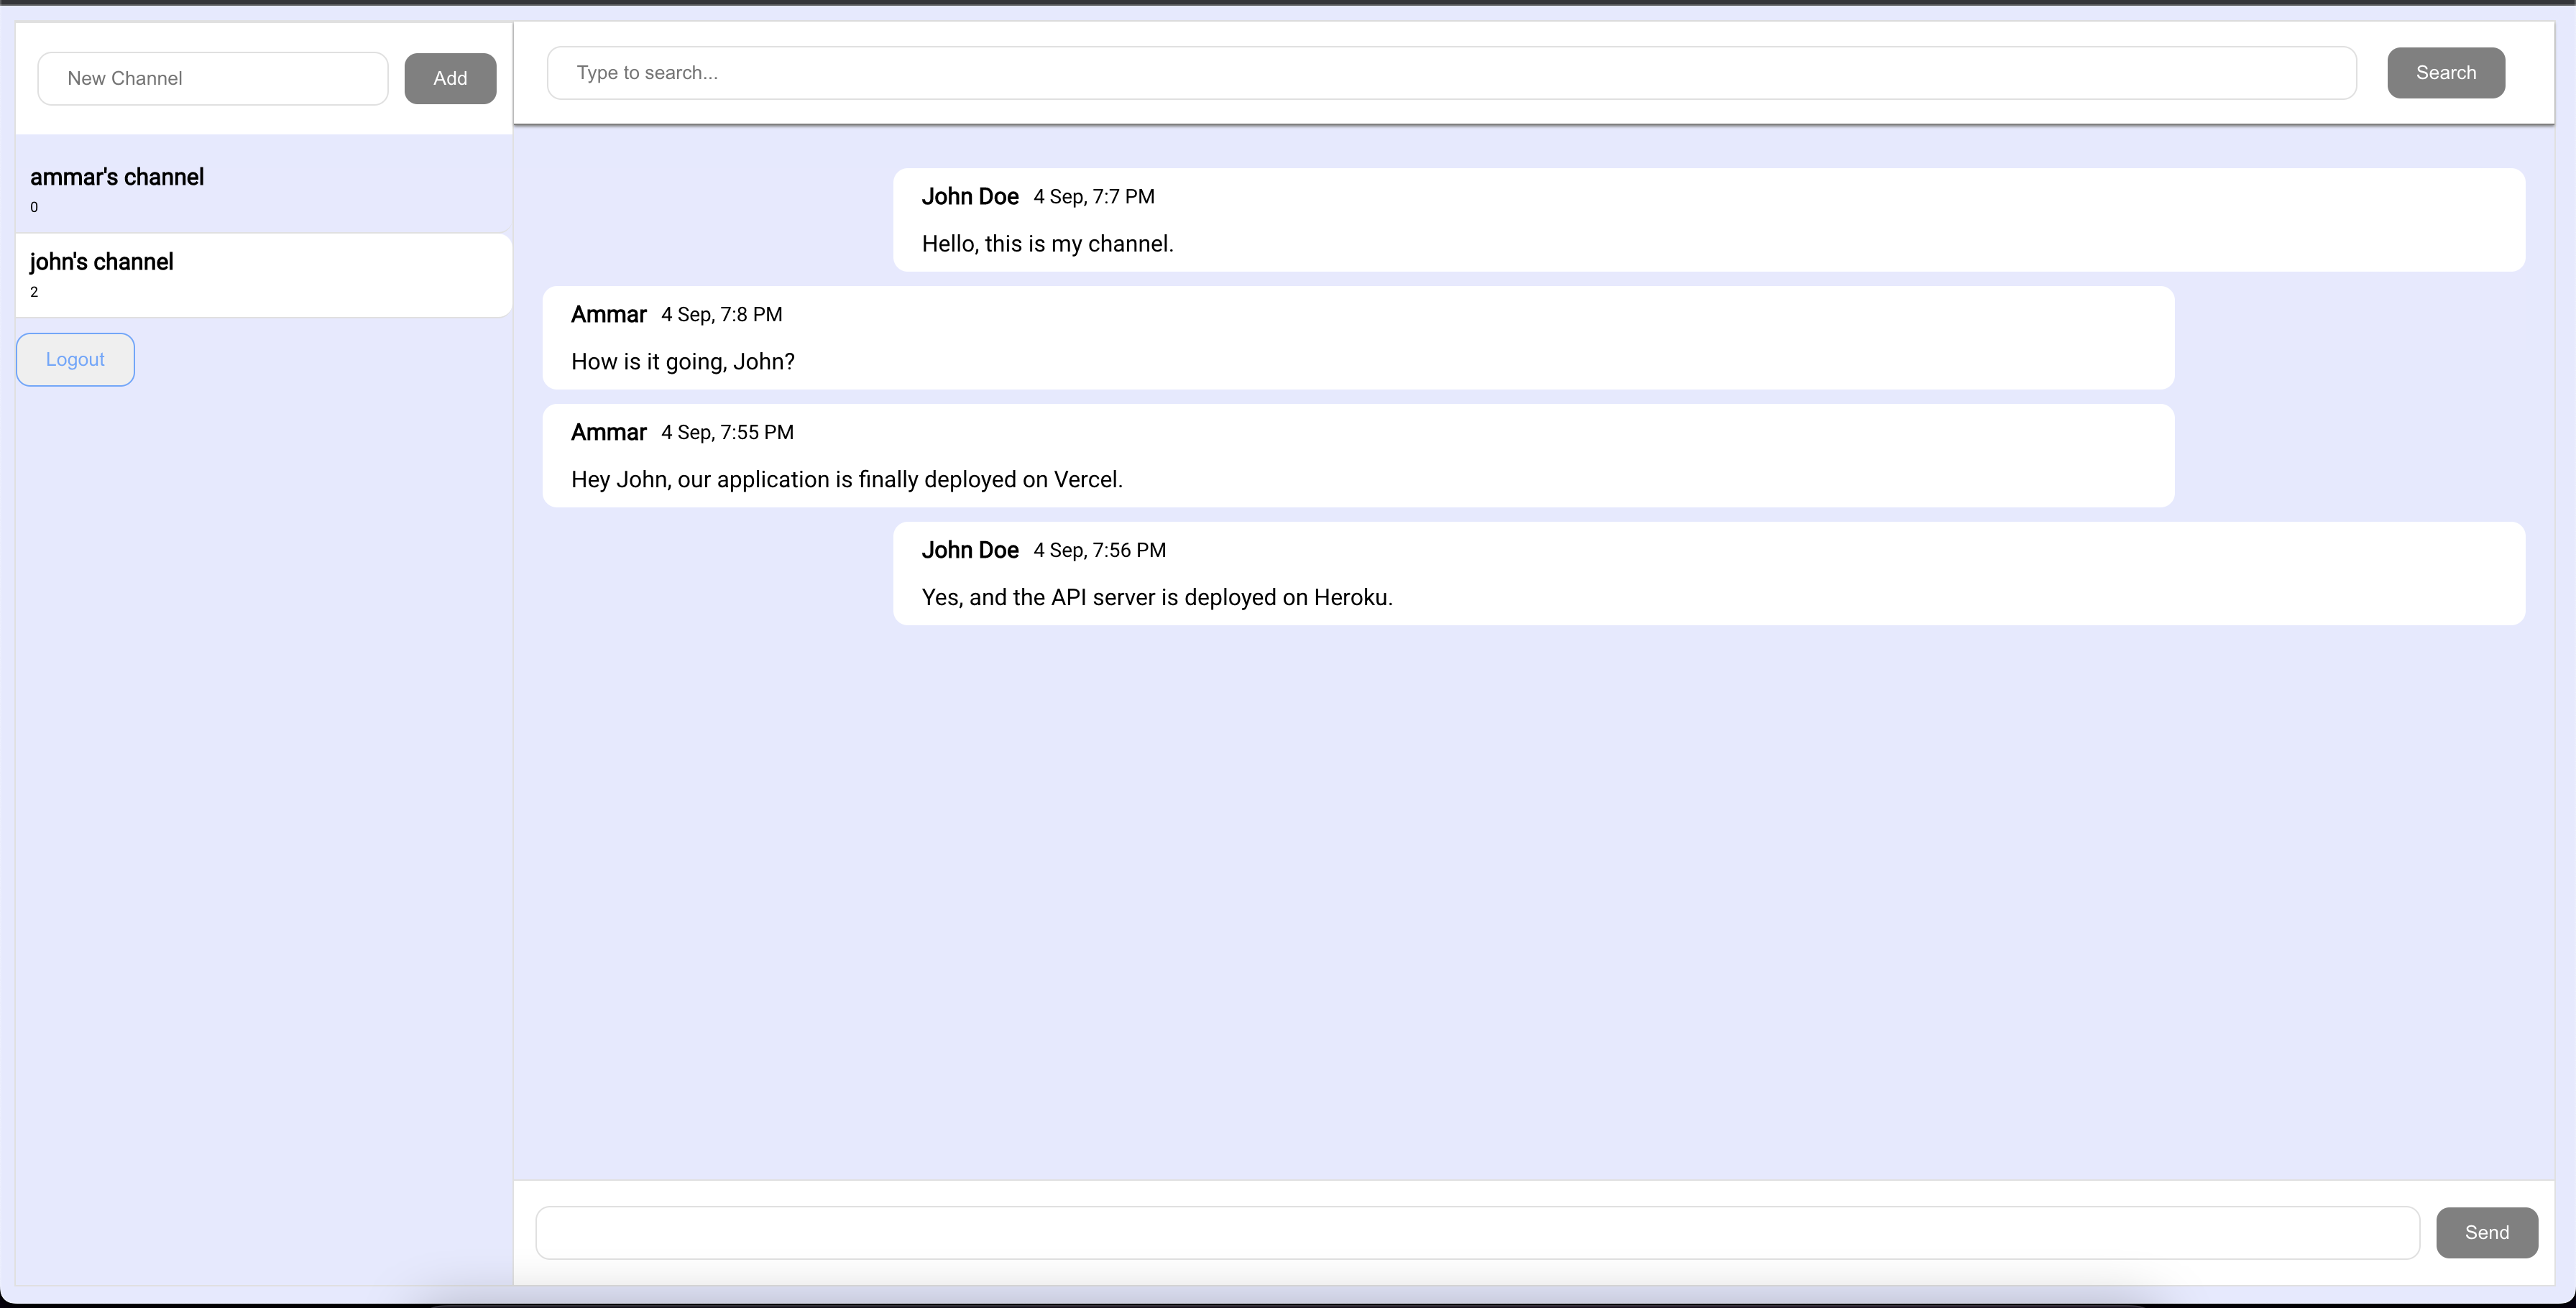 New Channel
Add
ammar's channel
0
john's channel
2
Logout
Type to search...
Search
John Doe 4 Sep, 7:7 PM
Hello, this is my channel.
Ammar 4 Sep, 7:8 PM
How is it going, John?
Ammar 4 Sep, 7:55 PM
Hey John, our application is finally deployed on Vercel.
John Doe 4 Sep, 7:56 PM
Yes, and the API server is deployed on Heroku.
Send